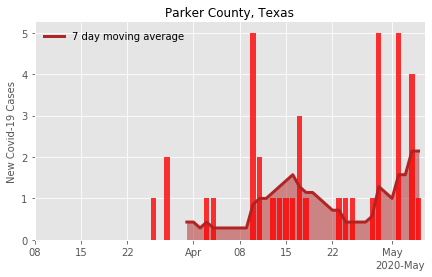 Parker County, Texas
7 day moving average
New Covid-19 Cases
5
4
3
2
1
0
08 15 22 Apr 08 15 22 May
2020-May